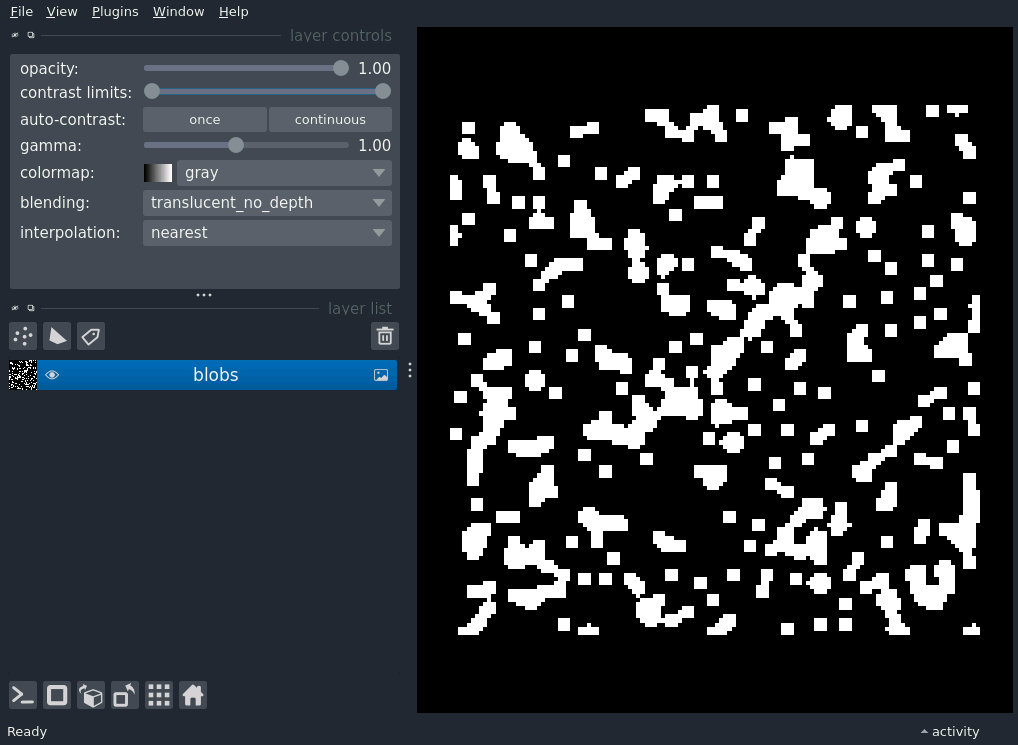 File View Plugins Window Help
layer controls
opacity: 1.00
contrast limits:
auto-contrast: once continuous
gamma: 1.00
colormap: gray
blending: translucent_no_depth
interpolation: nearest
layer list
blobs
Ready activity